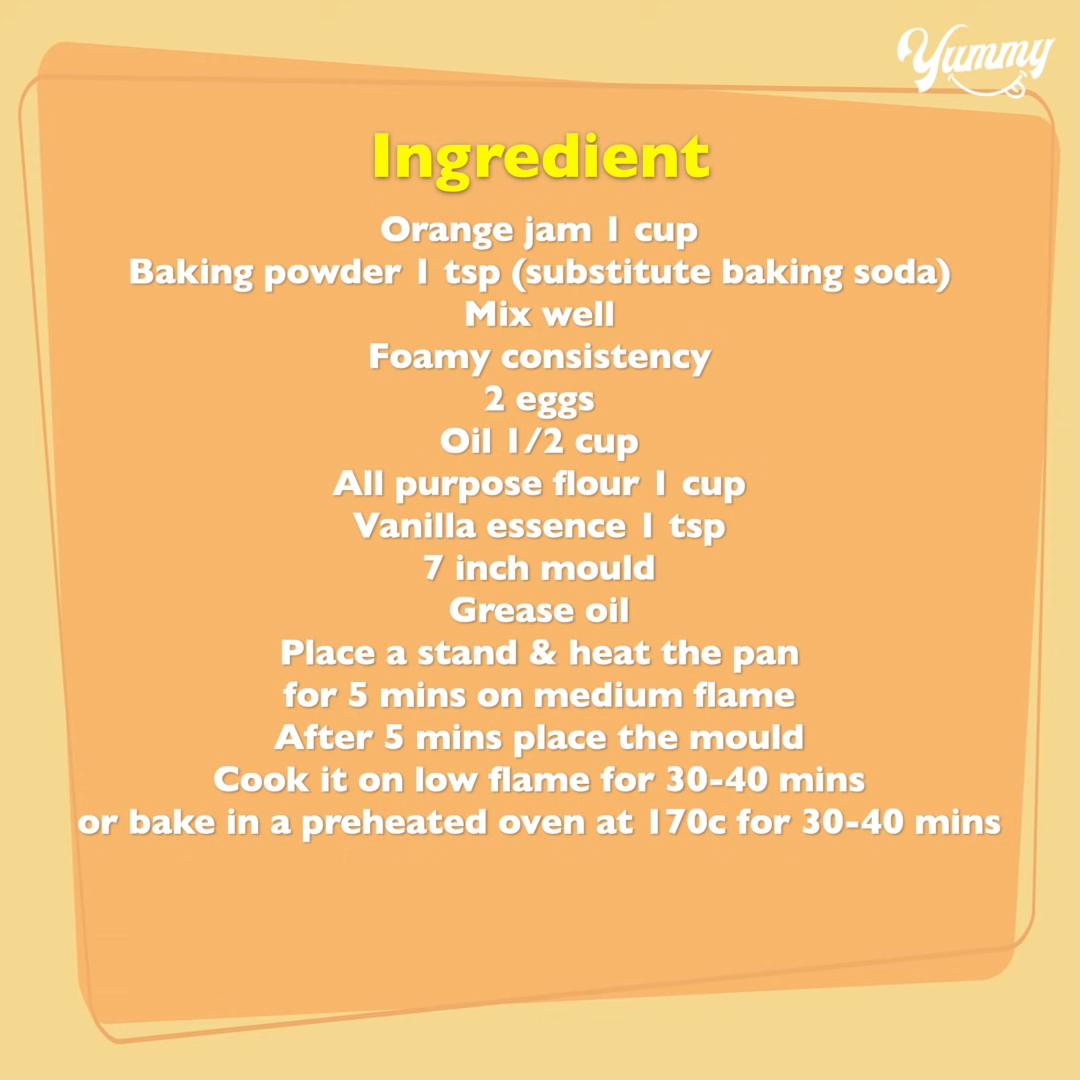 Yummy
Ingredient
Orange jam 1 cup
Baking powder 1 tsp (substitute baking soda)
Mix well
Foamy consistency
2 eggs
Oil 1/2 cup
All purpose flour 1 cup
Vanilla essence 1 tsp
7 inch mould
Grease oil
Place a stand & heat the pan
for 5 mins on medium flame
After 5 mins place the mould
Cook it on low flame for 30-40 mins
or bake in a preheated oven at 170c for 30-40 mins